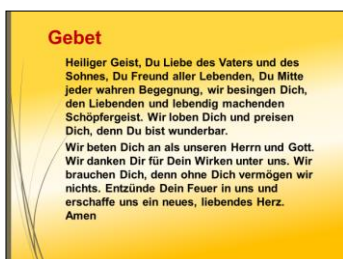 Gebet
Heiliger Geist, Du Liebe des Vaters und des
Sohnes, Du Freund aller Lebenden, Du Mitte
jeder wahren Begegnung, wir besingen Dich,
den Liebenden und lebendig machenden
Schöpfergeist. Wir loben Dich und preisen
Dich, denn Du bist wunderbar.
Wir beten Dich an als unseren Herrn und Gott.
Wir danken Dir für Dein Wirken unter uns. Wir
brauchen Dich, denn ohne Dich vermögen wir
nichts. Entzünde Dein Feuer in uns und
erschaffe uns ein neues, liebendes Herz.
Amen